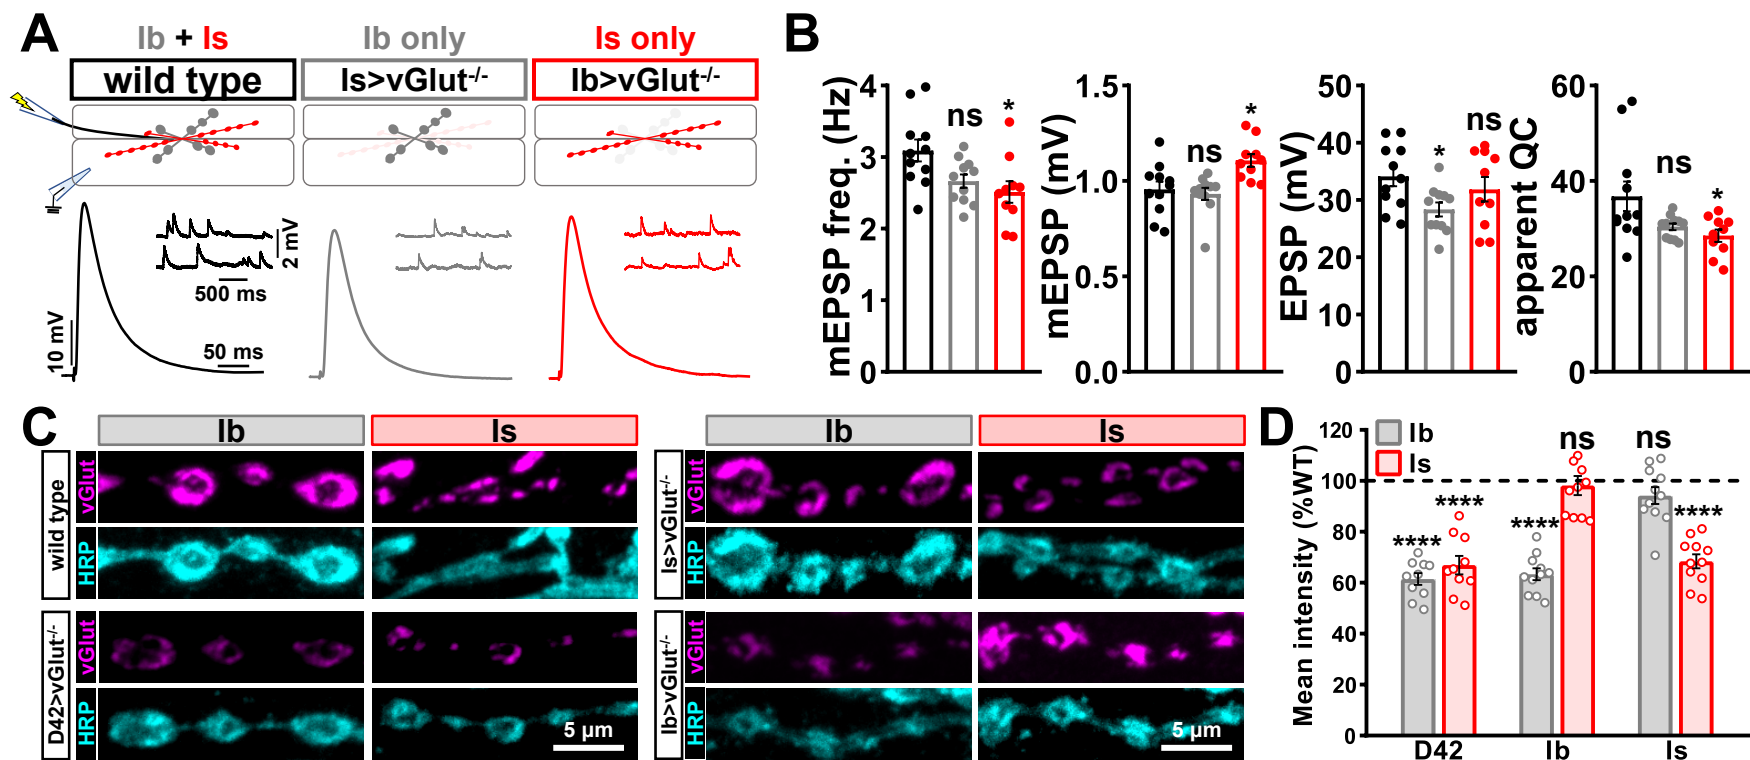 A
Ib + Is
Ib only
Is only
wild type
Is>vGlut-/-
Ib>vGlut-/-
2 mV
500 ms
10 mV
50 ms
B
mEPSP freq. (Hz)
4
3
2
1
0
ns
*
mEPSP (mV)
1.5
1.0
0.5
0.0
ns
*
EPSP (mV)
50
40
30
20
10
0
*
ns
apparent QC
60
40
20
0
ns
*
C
Ib
Is
Ib
Is
wild type
vGlut
HRP
Is>vGlut-/-
vGlut
HRP
D42>vGlut-/-
vGlut
HRP
5 µm
Ib>vGlut-/-
vGlut
HRP
5 µm
D
Ib
Is
Mean intensity (%WT)
120
100
80
60
40
20
0
****
****
****
ns
ns
****
D42
Ib
Is